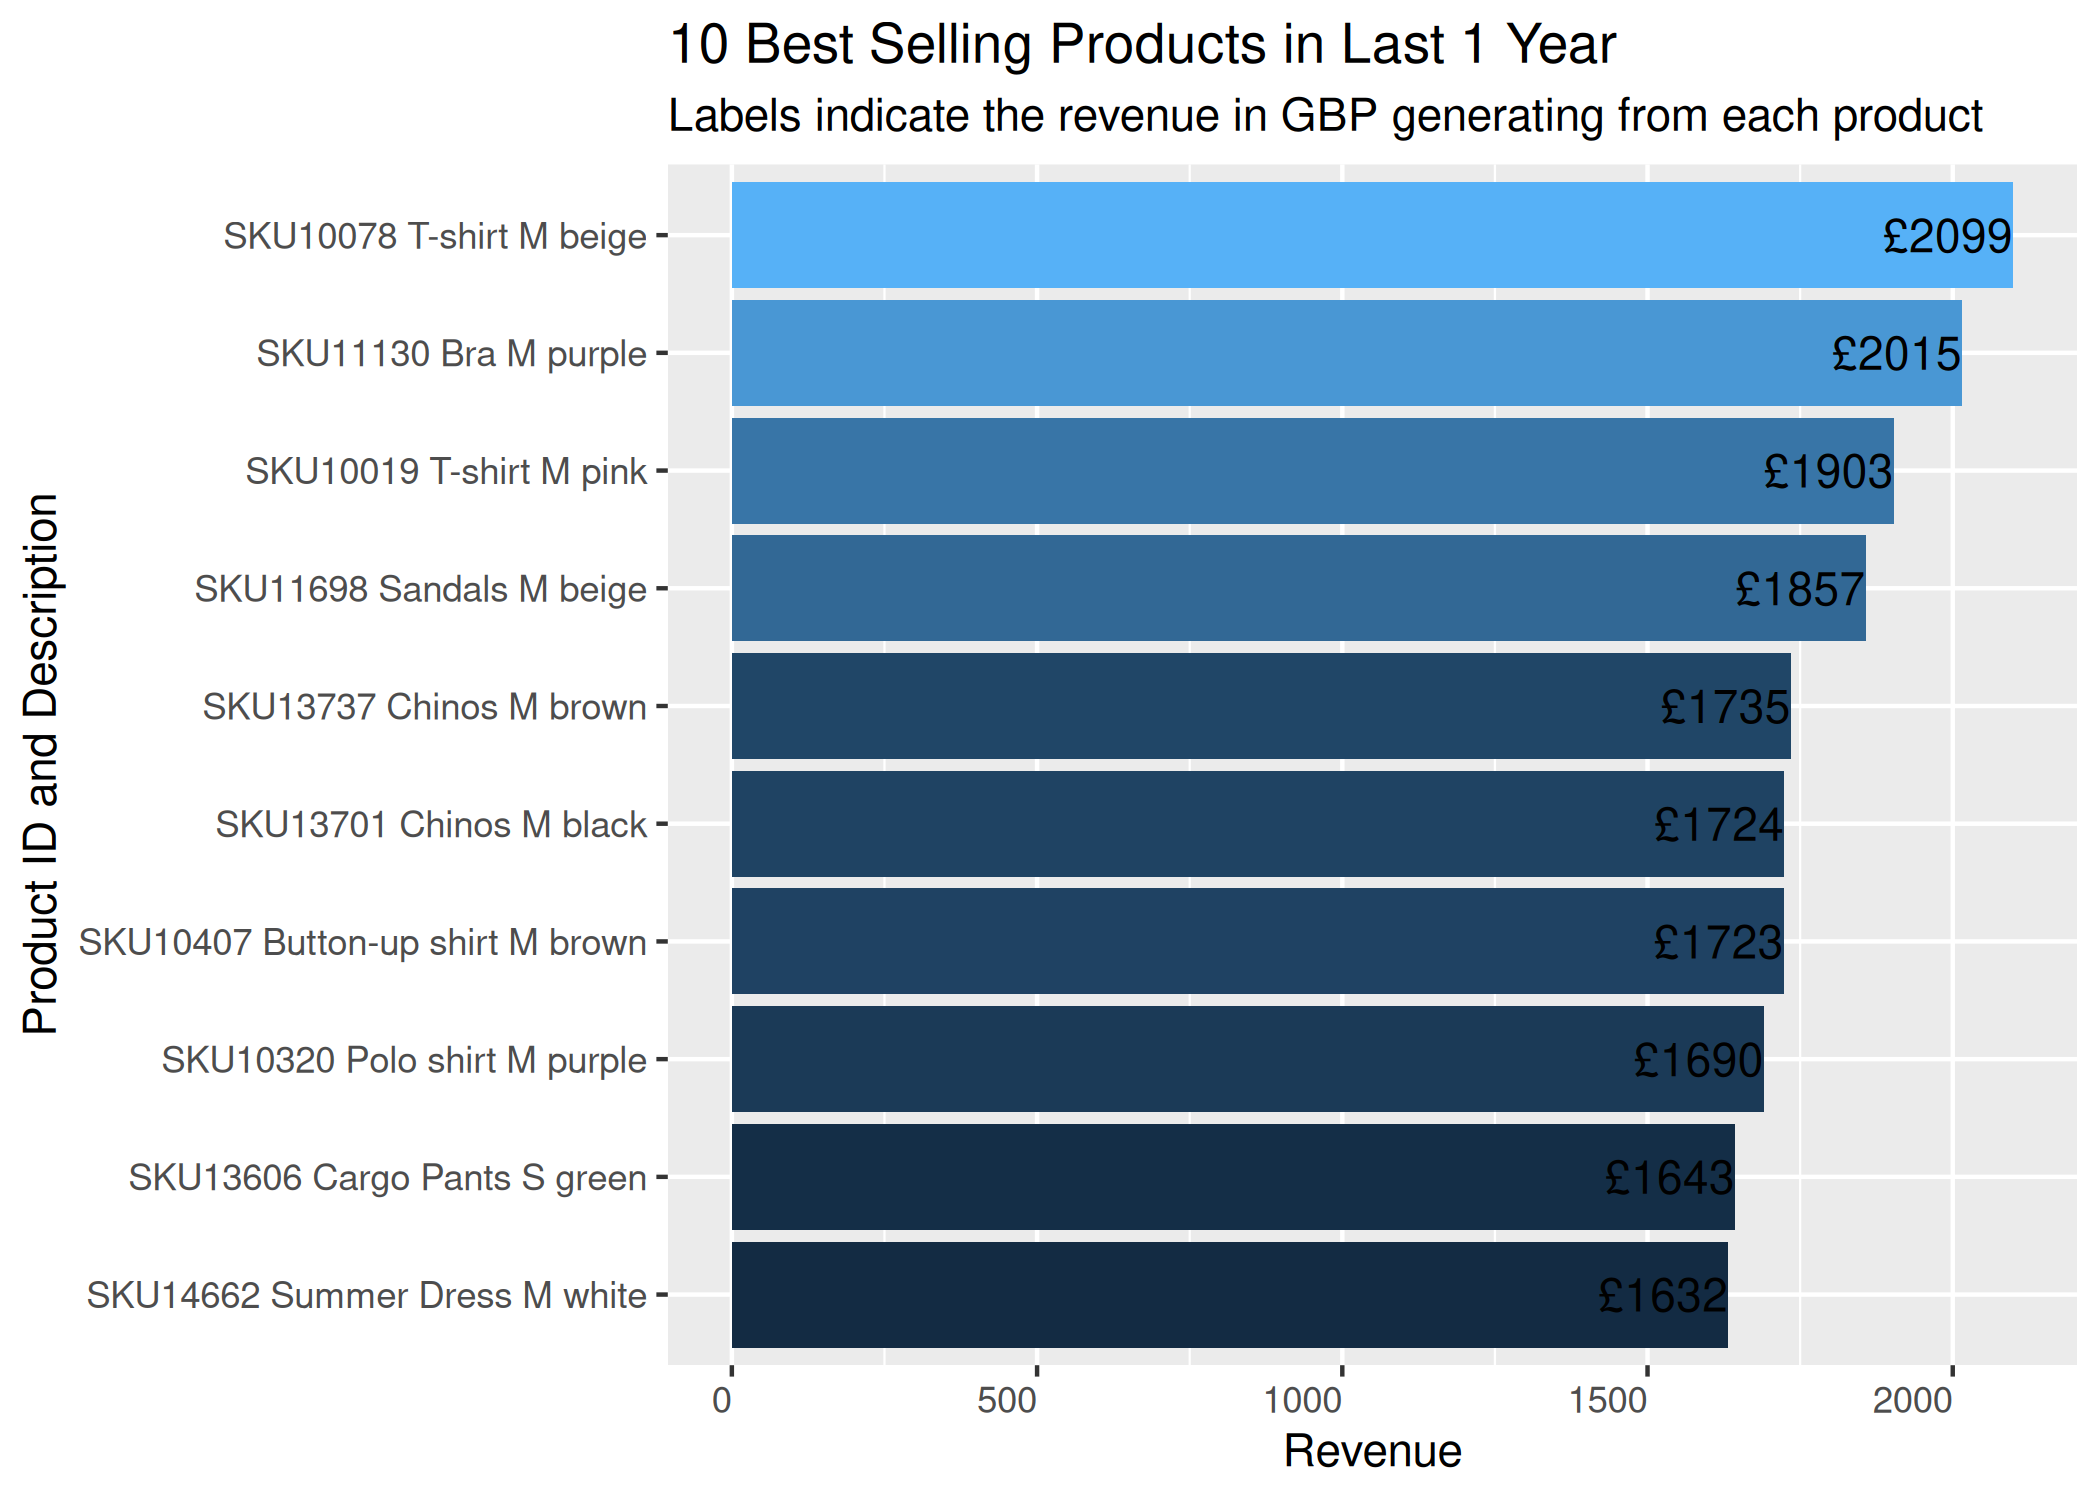 10 Best Selling Products in Last 1 Year
Labels indicate the revenue in GBP generating from each product
Product ID and Description
SKU10078 T-shirt M beige
£2099
SKU11130 Bra M purple
£2015
SKU10019 T-shirt M pink
£1903
SKU11698 Sandals M beige
£1857
SKU13737 Chinos M brown
£1735
SKU13701 Chinos M black
£1724
SKU10407 Button-up shirt M brown
£1723
SKU10320 Polo shirt M purple
£1690
SKU13606 Cargo Pants S green
£1643
SKU14662 Summer Dress M white
£1632
0 500 1000 1500 2000
Revenue